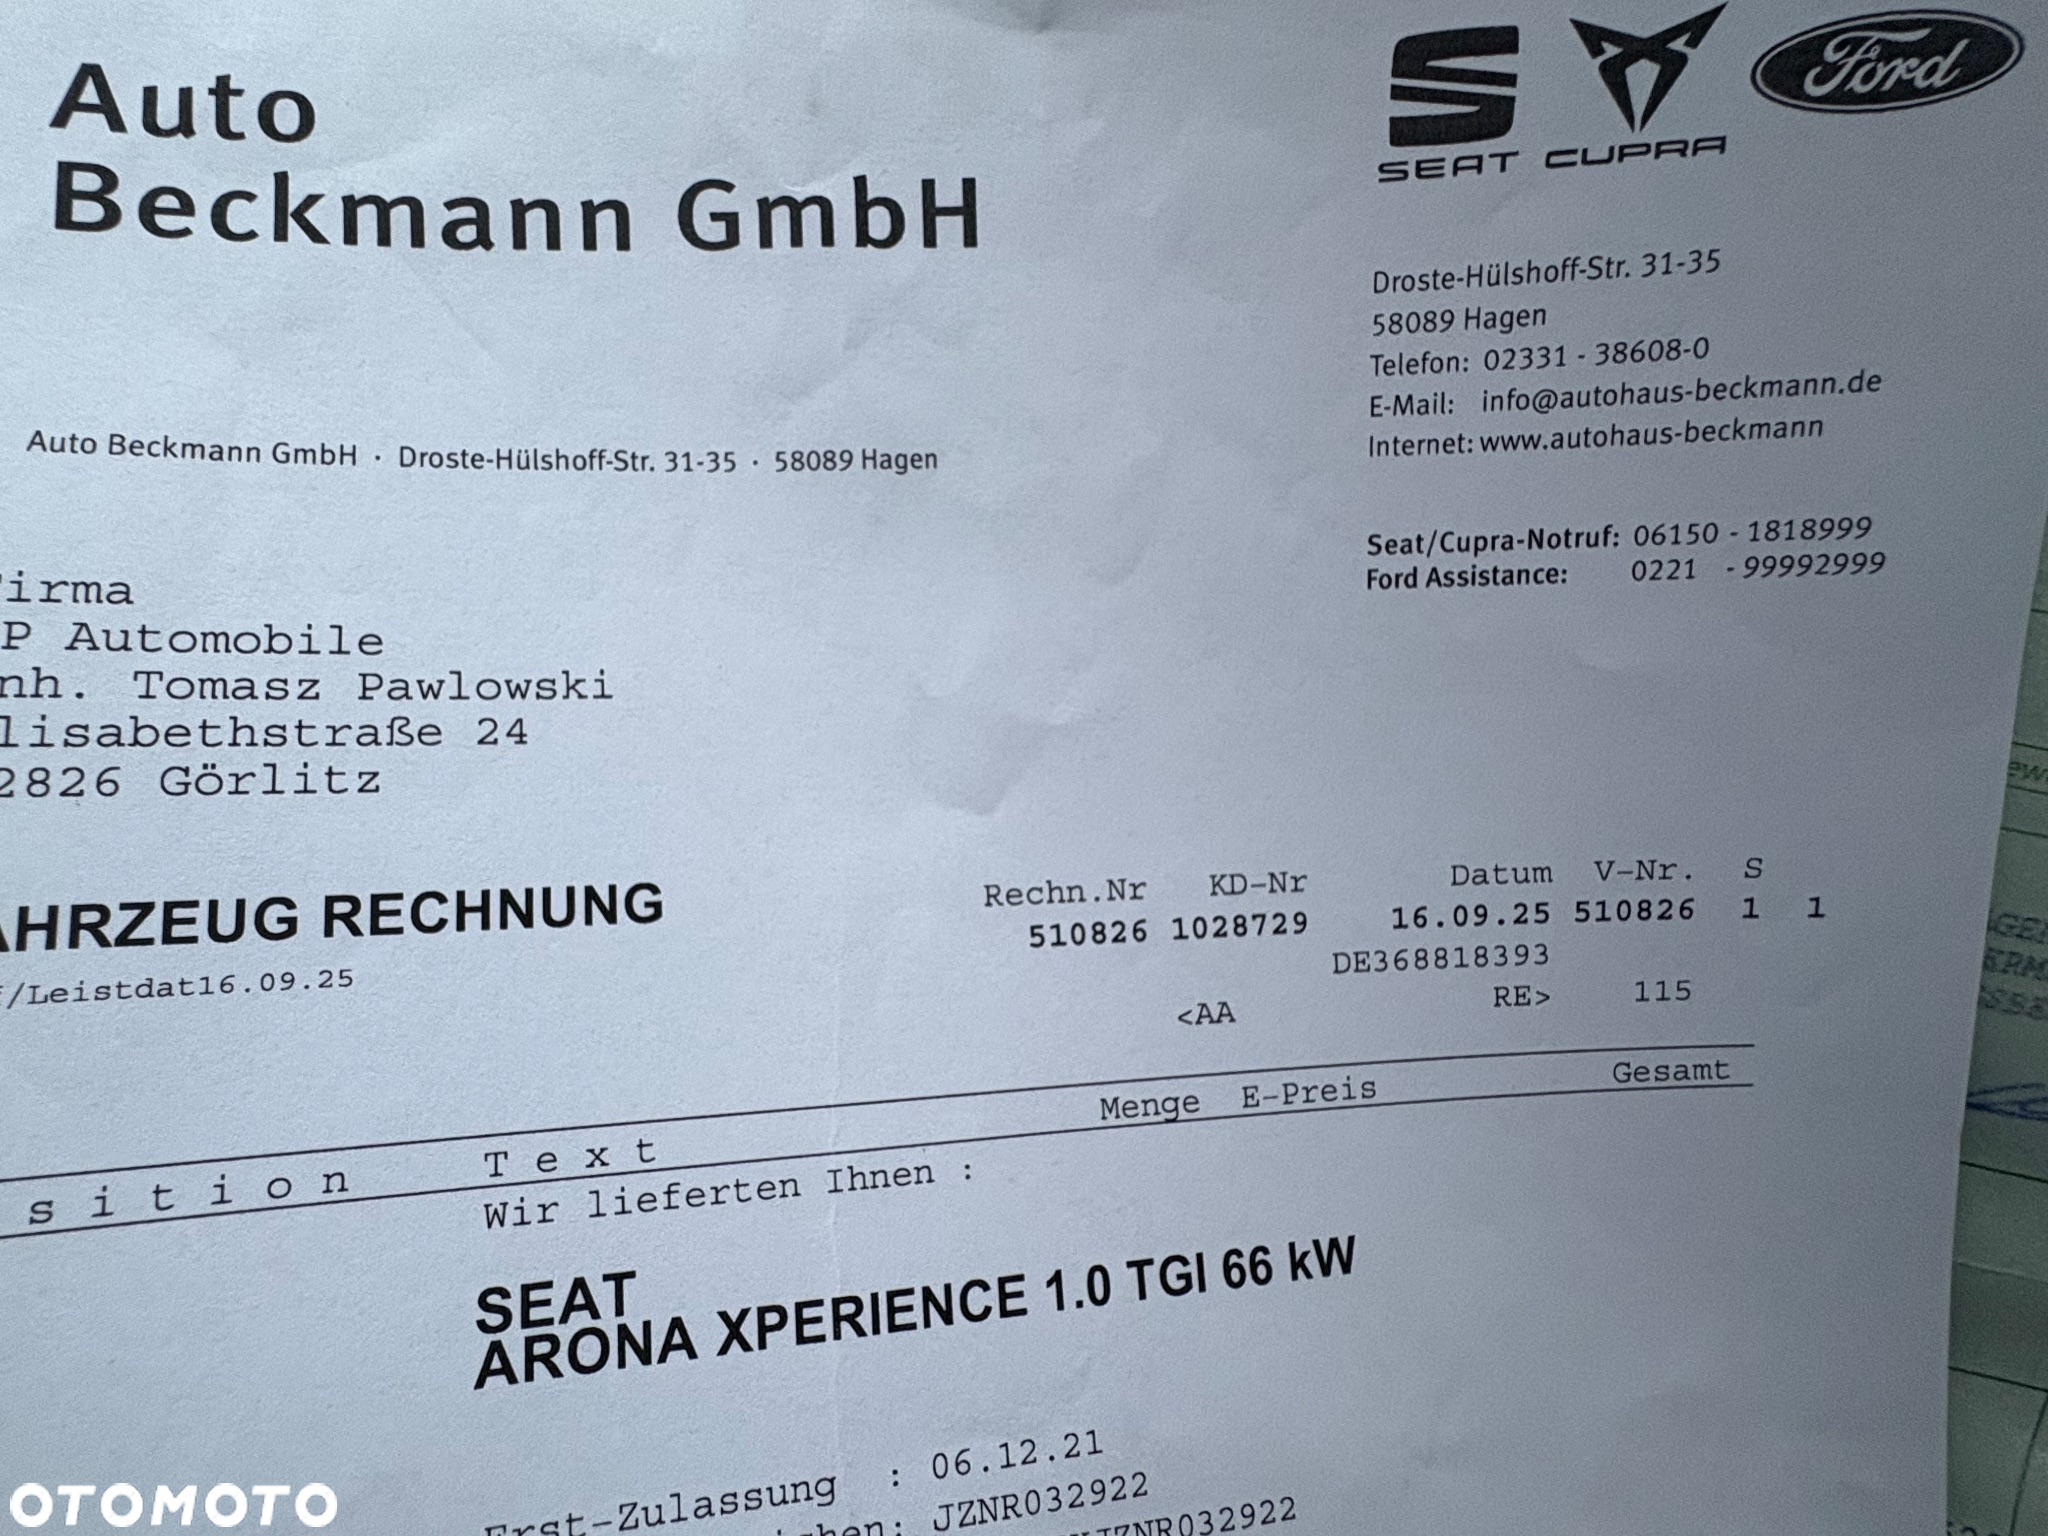 Auto
Beckmann GmbH
SEAT CUPRA Ford
Droste-Hülshoff-Str. 31-35
58089 Hagen
Telefon: 02331 - 38608-0
E-Mail: info@autohaus-beckmann.de
Internet: www.autohaus-beckmann
Auto Beckmann GmbH · Droste-Hülshoff-Str. 31-35 · 58089 Hagen
Seat/Cupra-Notruf: 06150 - 1818999
Ford Assistance: 0221 - 99992999
irma
P Automobile
nh. Tomasz Pawlowski
lisabethstraße 24
2826 Görlitz
AHRZEUG RECHNUNG
Rechn.Nr KD-Nr Datum V-Nr. S
510826 1028729 16.09.25 510826 1 1
/Leistdat16.09.25
DE368818393
<AA RE> 115
sition Text Menge E-Preis Gesamt
Wir lieferten Ihnen :
SEAT
ARONA XPERIENCE 1.0 TGI 66 kW
Erst-Zulassung : 06.12.21
chen: JZNR032922
JZNR032922
OTOMOTO